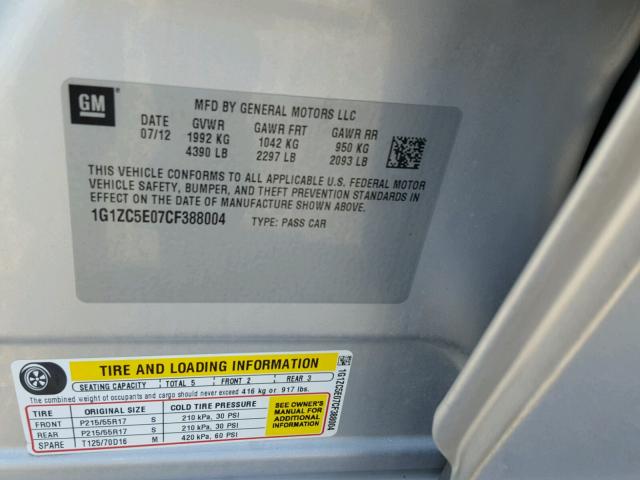 GM
MFD BY GENERAL MOTORS LLC
DATE GVWR GAWR FRT GAWR RR
07/12 1992 KG 1042 KG 950 KG
4390 LB 2297 LB 2093 LB
THIS VEHICLE CONFORMS TO ALL APPLICABLE U.S. FEDERAL MOTOR
VEHICLE SAFETY, BUMPER, AND THEFT PREVENTION STANDARDS IN
EFFECT ON THE DATE OF MANUFACTURE SHOWN ABOVE.
1G1ZC5E07CF388004 TYPE: PASS CAR
TIRE AND LOADING INFORMATION
SEATING CAPACITY TOTAL 5 FRONT 2 REAR 3
The combined weight of occupants and cargo should never exceed 416 kg or 917 lbs.
TIRE ORIGINAL SIZE COLD TIRE PRESSURE
FRONT P215/55R17 S 210 kPa, 30 PSI
REAR P215/55R17 S 210 kPa, 30 PSI
SPARE T125/70D16 M 420 kPa, 60 PSI
SEE OWNER'S
MANUAL FOR
ADDITIONAL
INFORMATION
1G1ZC5E07CF388004